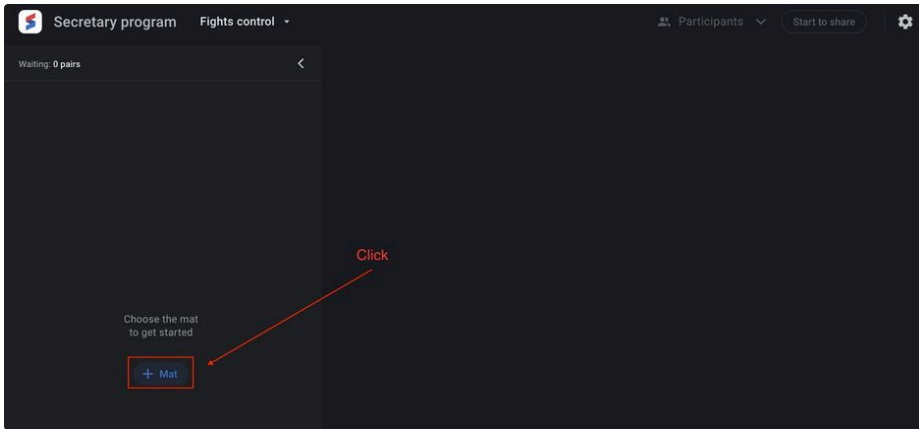 Secretary program Fights control Participants Start to share
Waiting: 0 pairs
Click
Choose the mat
to get started
+ Mat